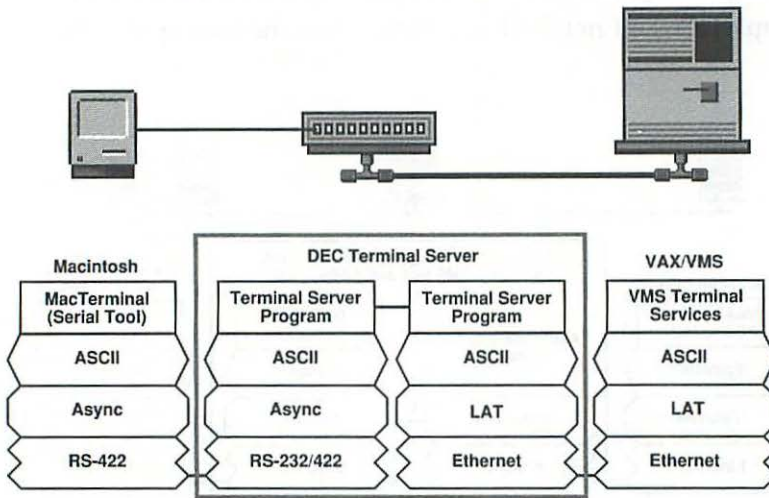 Macintosh
DEC Terminal Server
VAX/VMS
MacTerminal
(Serial Tool)
Terminal Server
Program
Terminal Server
Program
VMS Terminal
Services
ASCII
ASCII
ASCII
ASCII
Async
Async
LAT
LAT
RS-422
RS-232/422
Ethernet
Ethernet